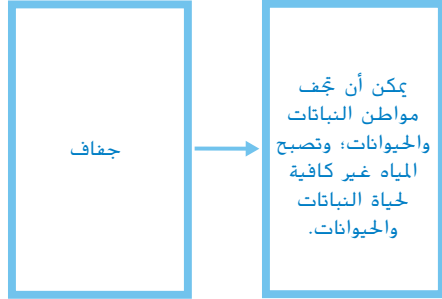 جفاف
يمكن أن تجف
مواطن النباتات
والحيوانات؛ وتصبح
المياه غير كافية
لحياة النباتات
والحيوانات.